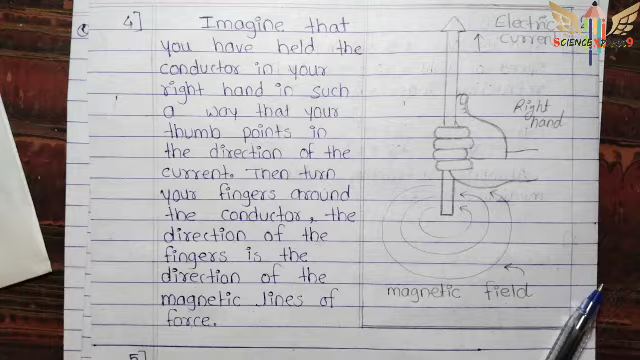 4] Imagine that
you have held the
conductor in your
right hand in such
a way that your
thumb points in
the direction of the
current. Then turn
your fingers around
the conductor, the
direction of the
fingers is the
direction of the
magnetic lines of
force.
5]
Electric
current
Right
hand
magnetic field